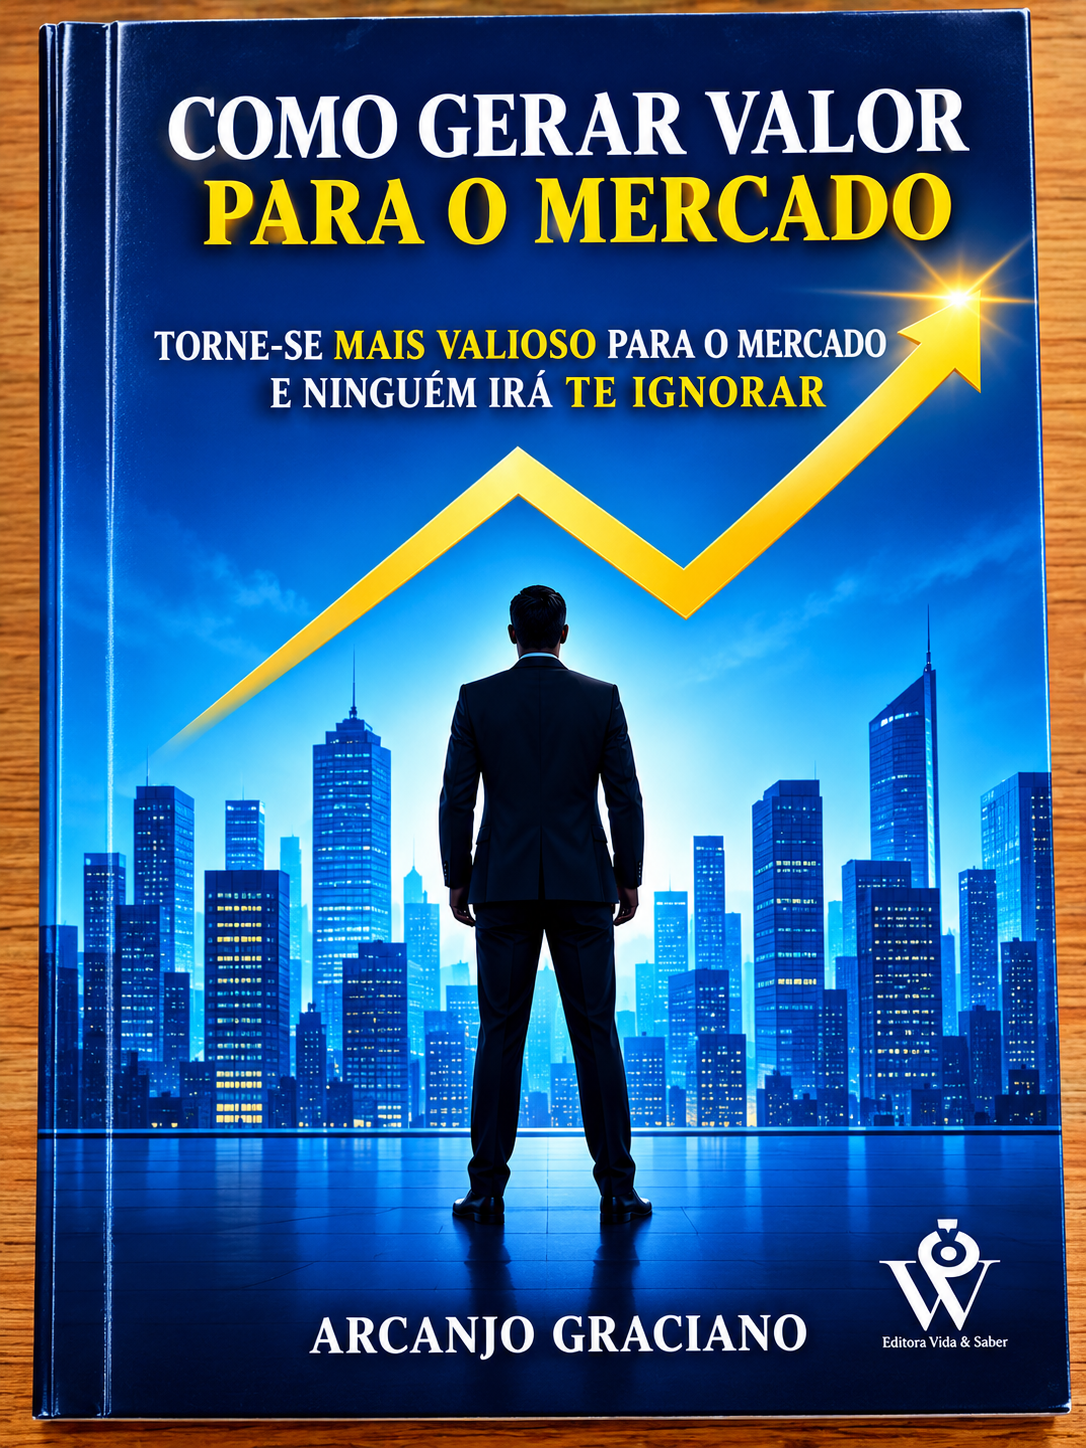 COMO GERAR VALOR
PARA O MERCADO
TORNE-SE MAIS VALIOSO PARA O MERCADO
E NINGUÉM IRÁ TE IGNORAR
ARCANJO GRACIANO
Editora Vida & Saber